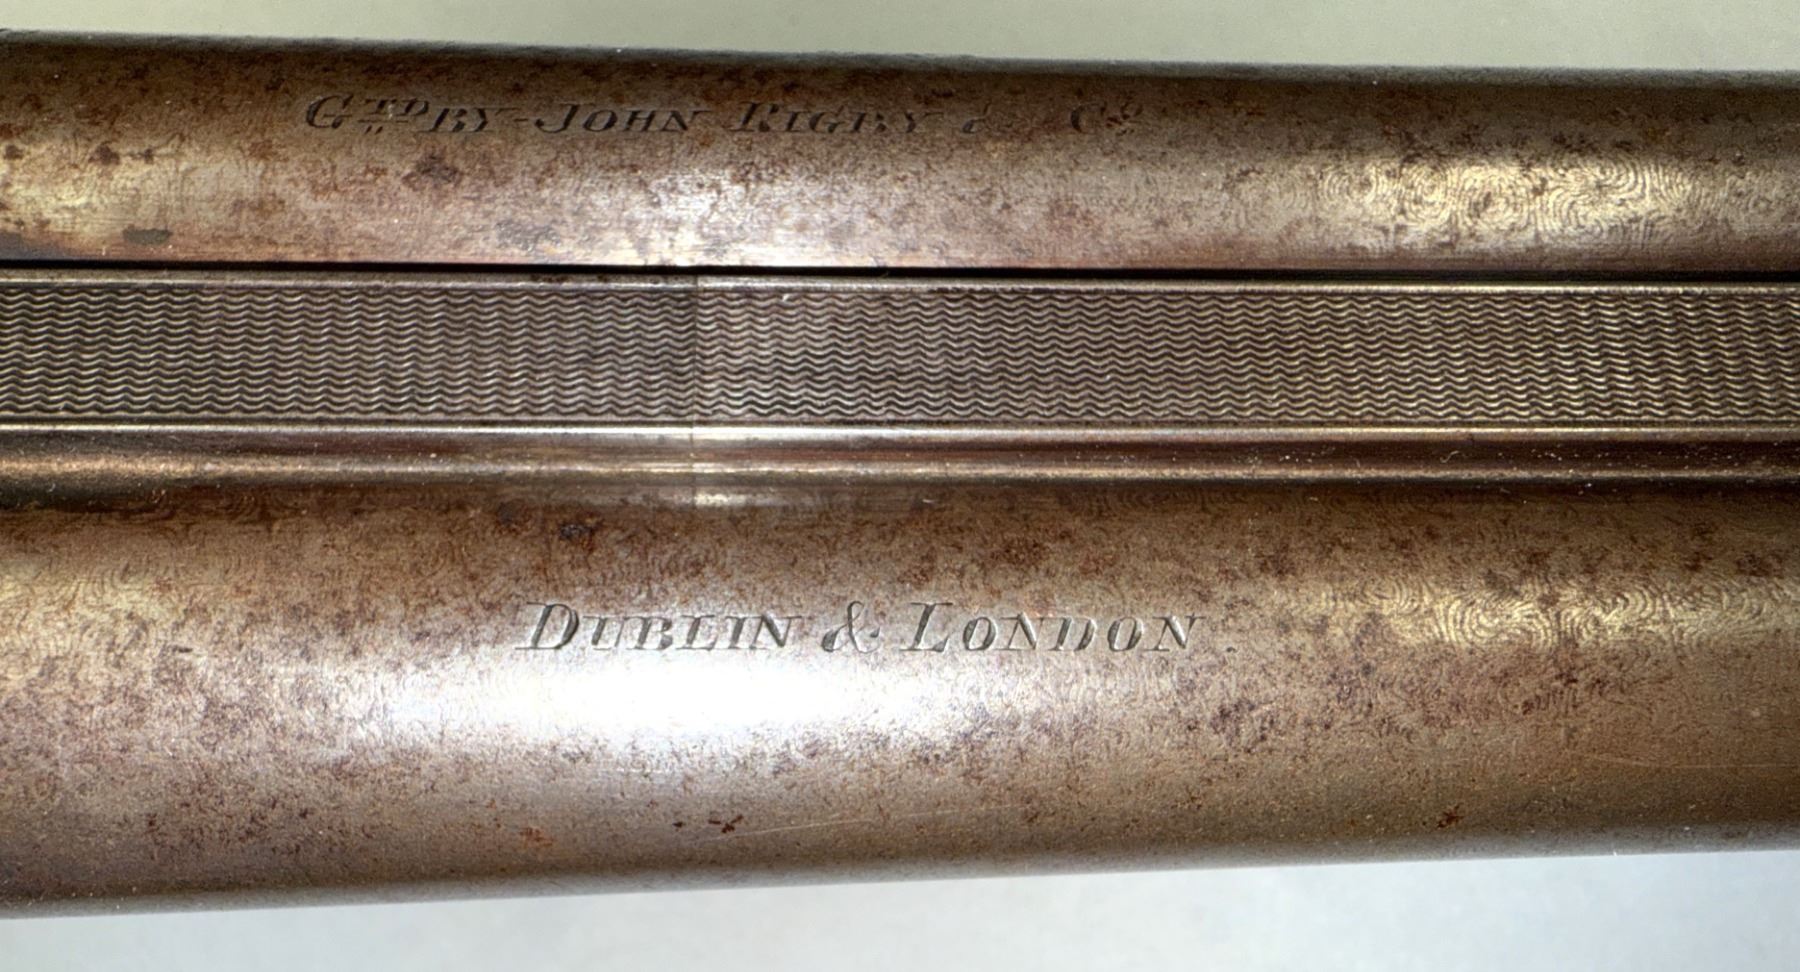 GTD BY - JOHN RIGBY & Co
DUBLIN & LONDON.